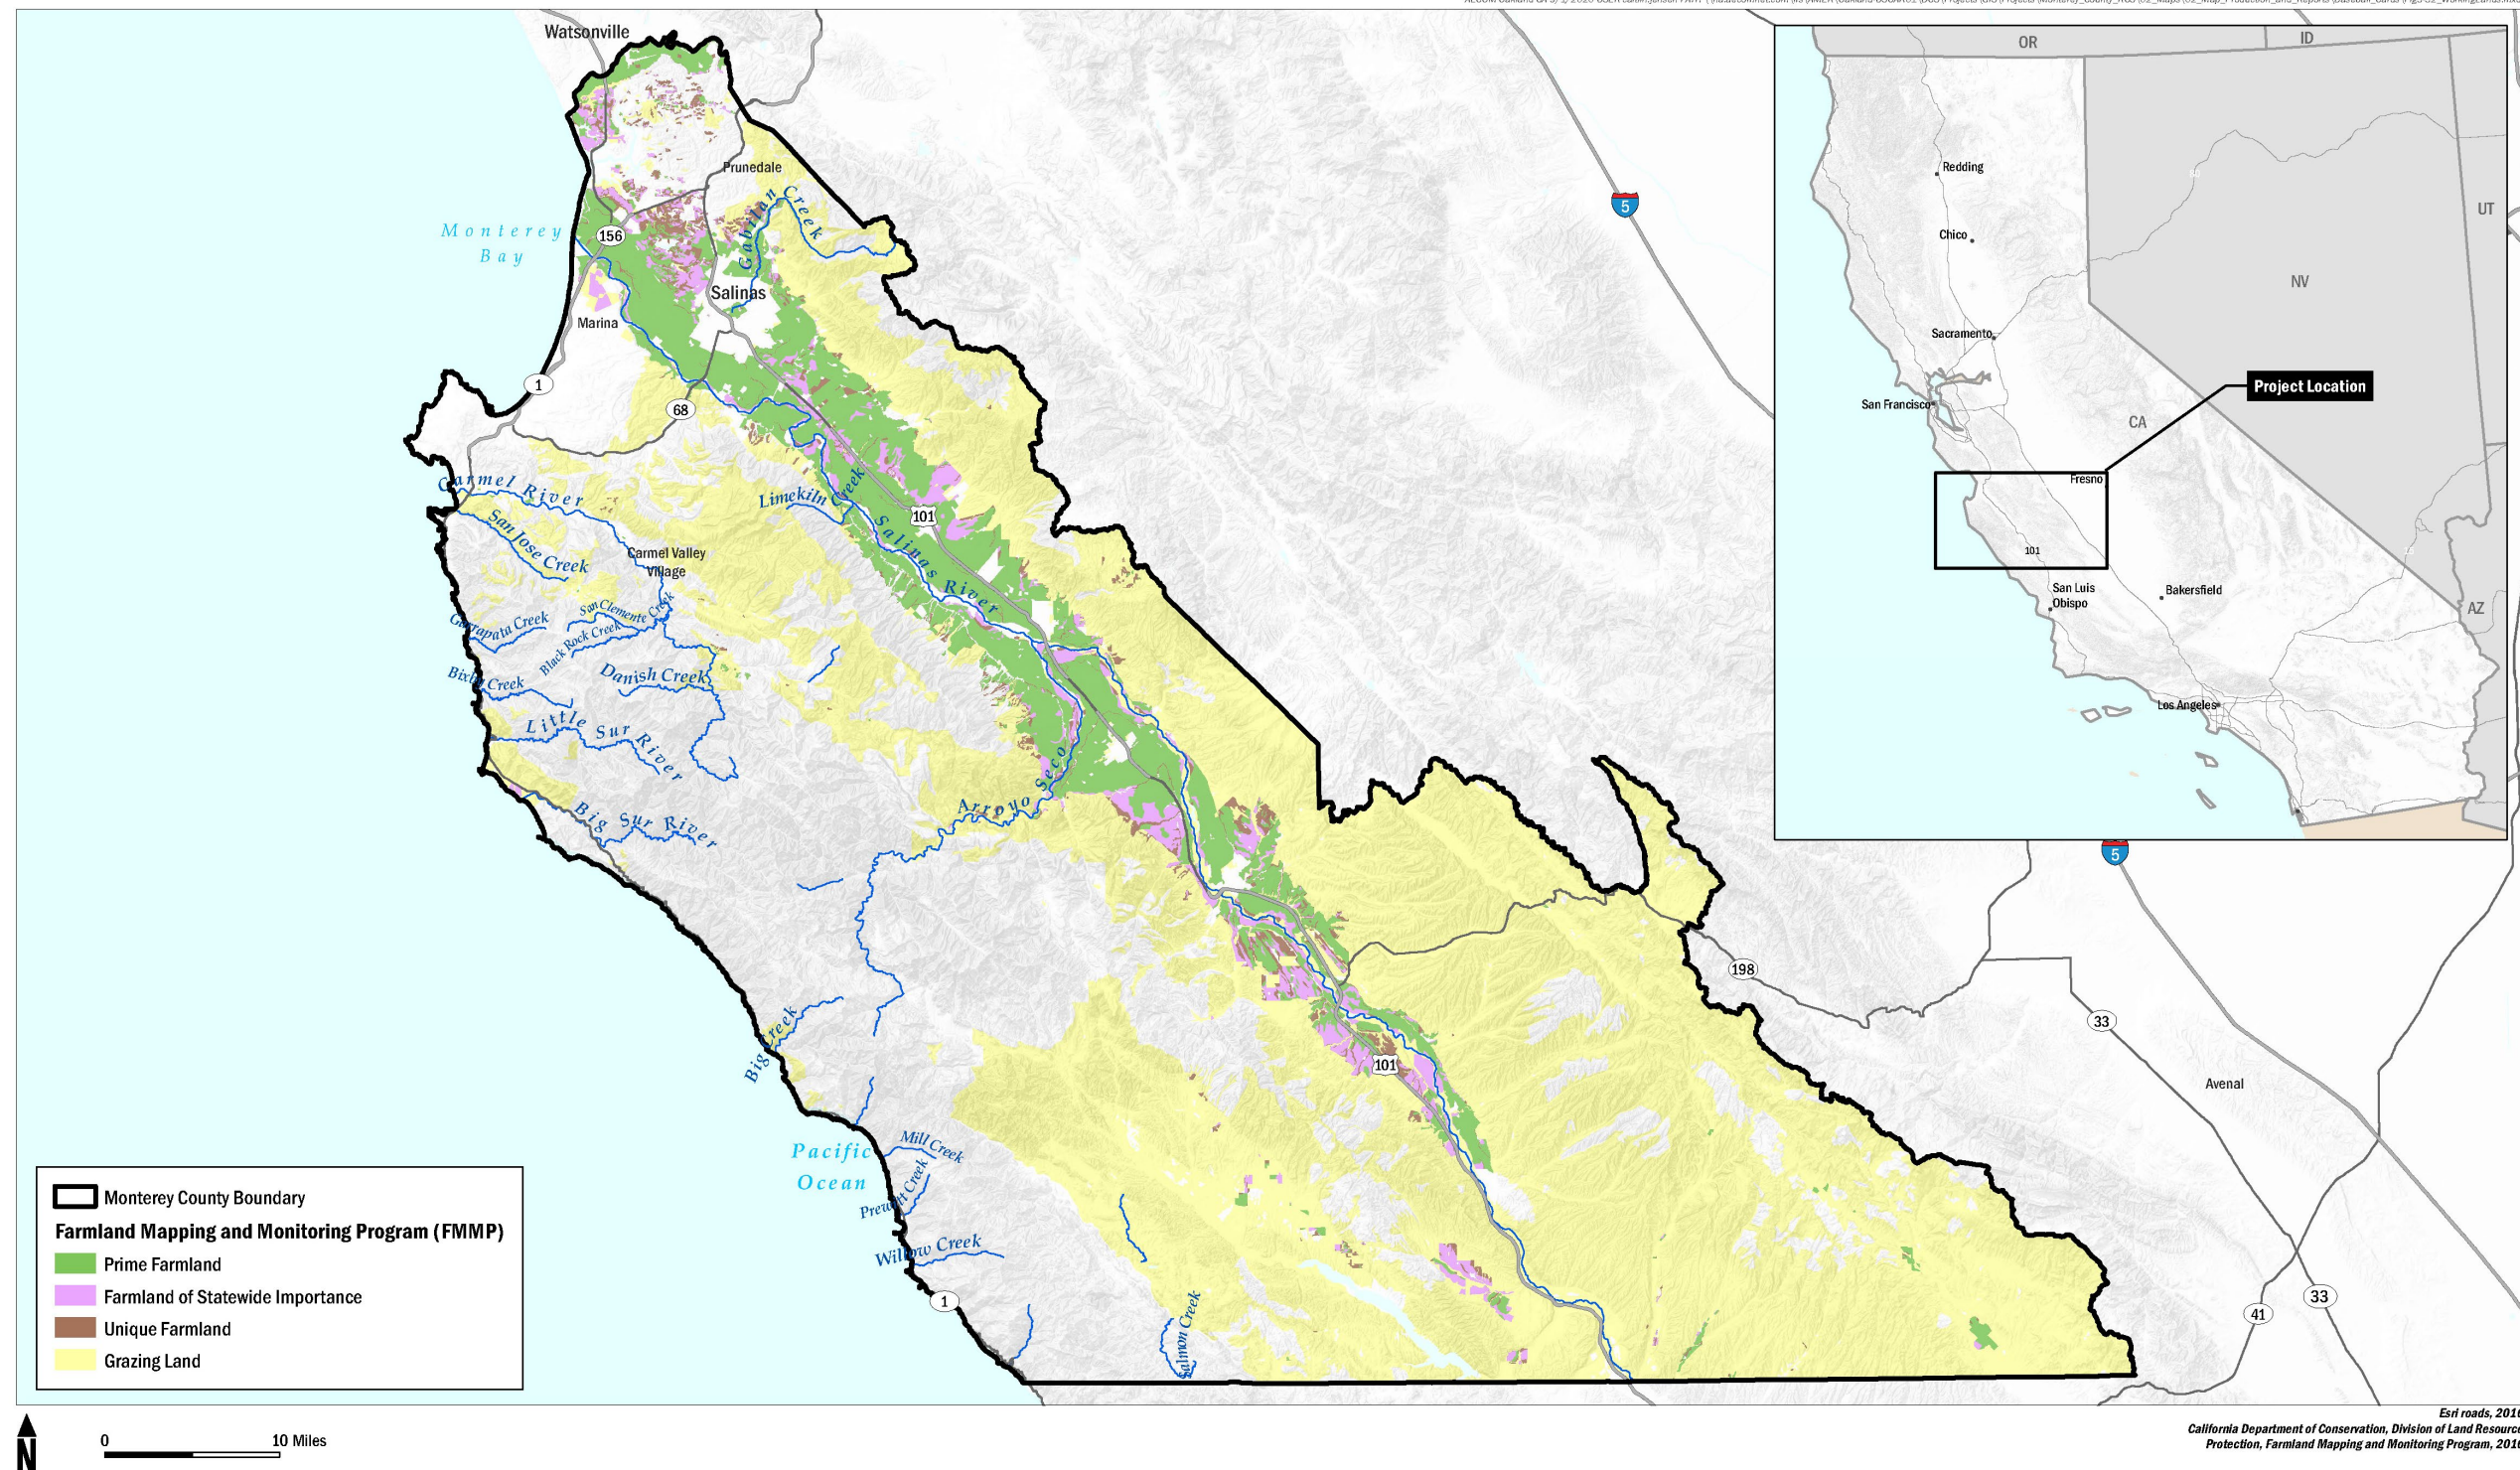 Watsonville
OR
ID
Redding
Prunedale
5
UT
Gabilan Creek
Monterey
Bay
156
Chico
NV
Salinas
Marina
Sacramento
1
Project Location
68
San Francisco
CA
Carmel River
Limekiln Creek
Fresno
101
San Jose Creek
Salinas River
Carmel Valley
Village
101
San Luis
Obispo
Bakersfield
AZ
Garrapata Creek
San Clemente Creek
Black Rock Creek
Danish Creek
Bixby Creek
Los Angeles
Little Sur River
Arroyo Seco
Big Sur River
5
198
33
Big Creek
101
Avenal
Pacific
Ocean
Mill Creek
Prewitt Creek
Willow Creek
1
Salmon Creek
33
41
Monterey County Boundary
Farmland Mapping and Monitoring Program (FMMP)
Prime Farmland
Farmland of Statewide Importance
Unique Farmland
Grazing Land
N
0 10 Miles
Esri roads, 2010
California Department of Conservation, Division of Land Resource
Protection, Farmland Mapping and Monitoring Program, 2016